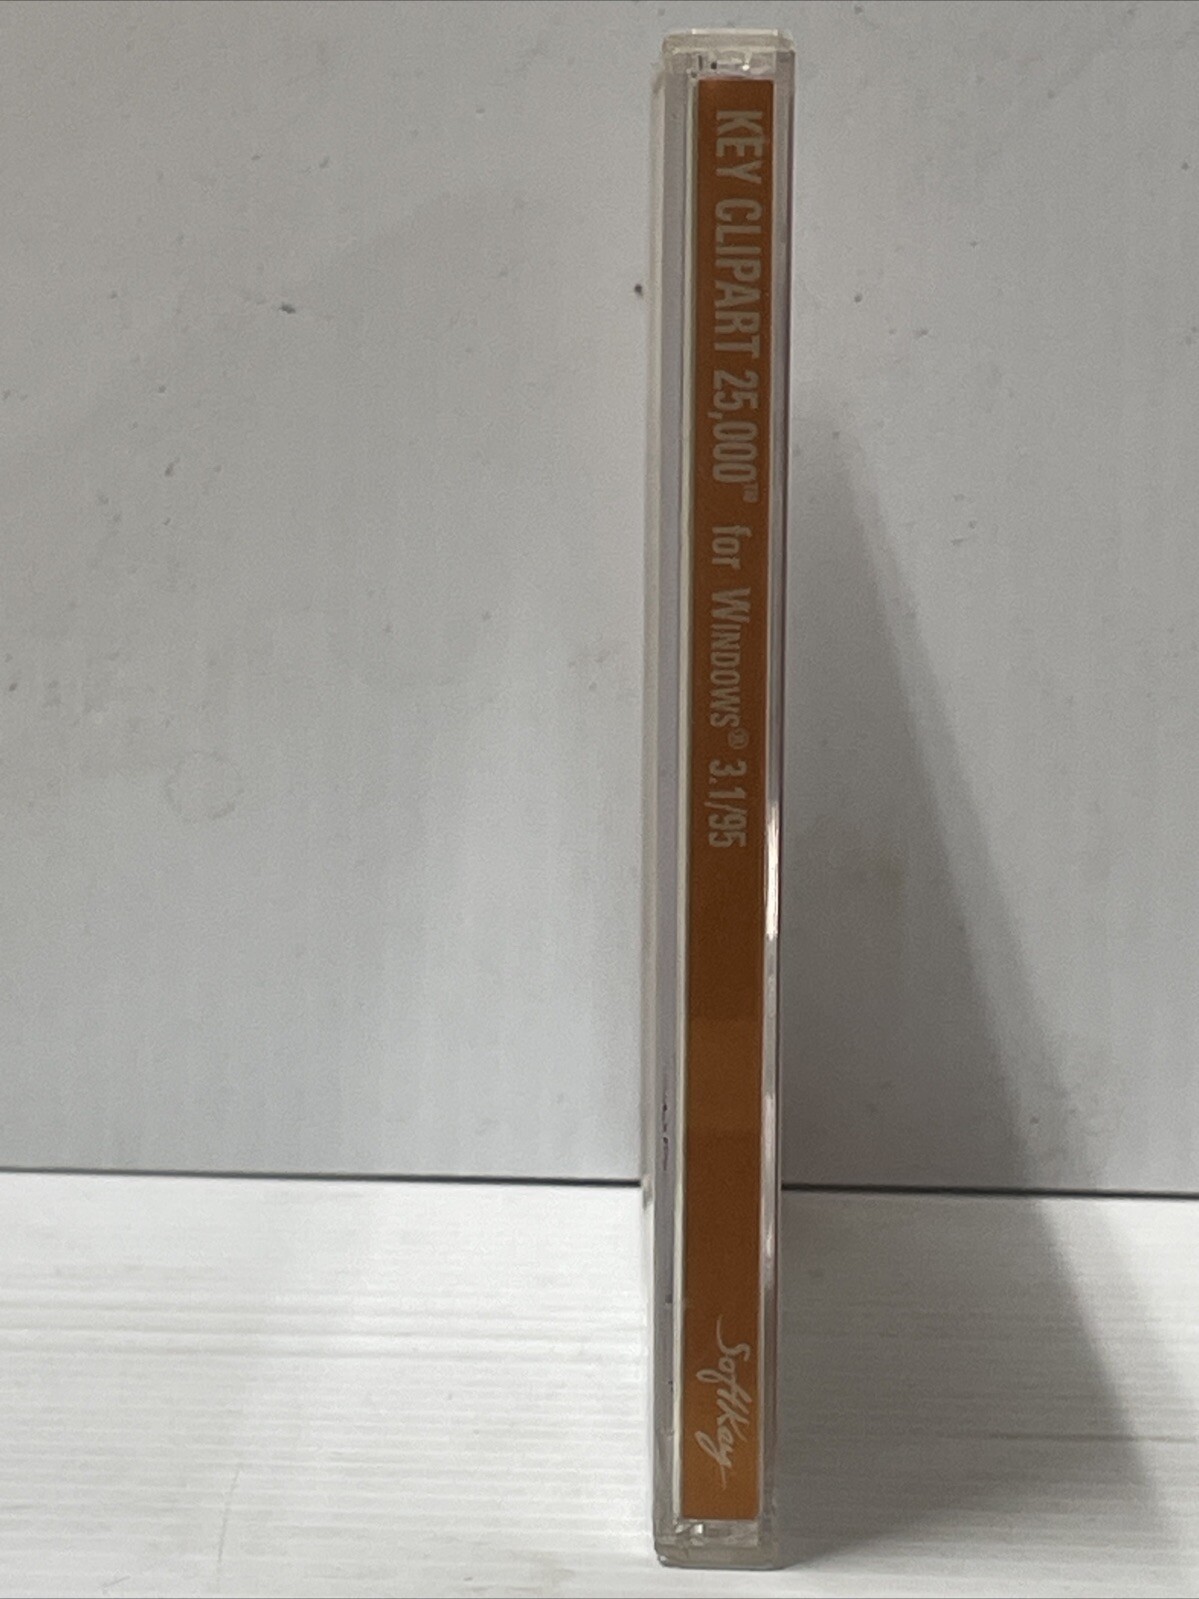 KEY CLIPART 25,000™ for WINDOWS® 3.1/95
SoftKey